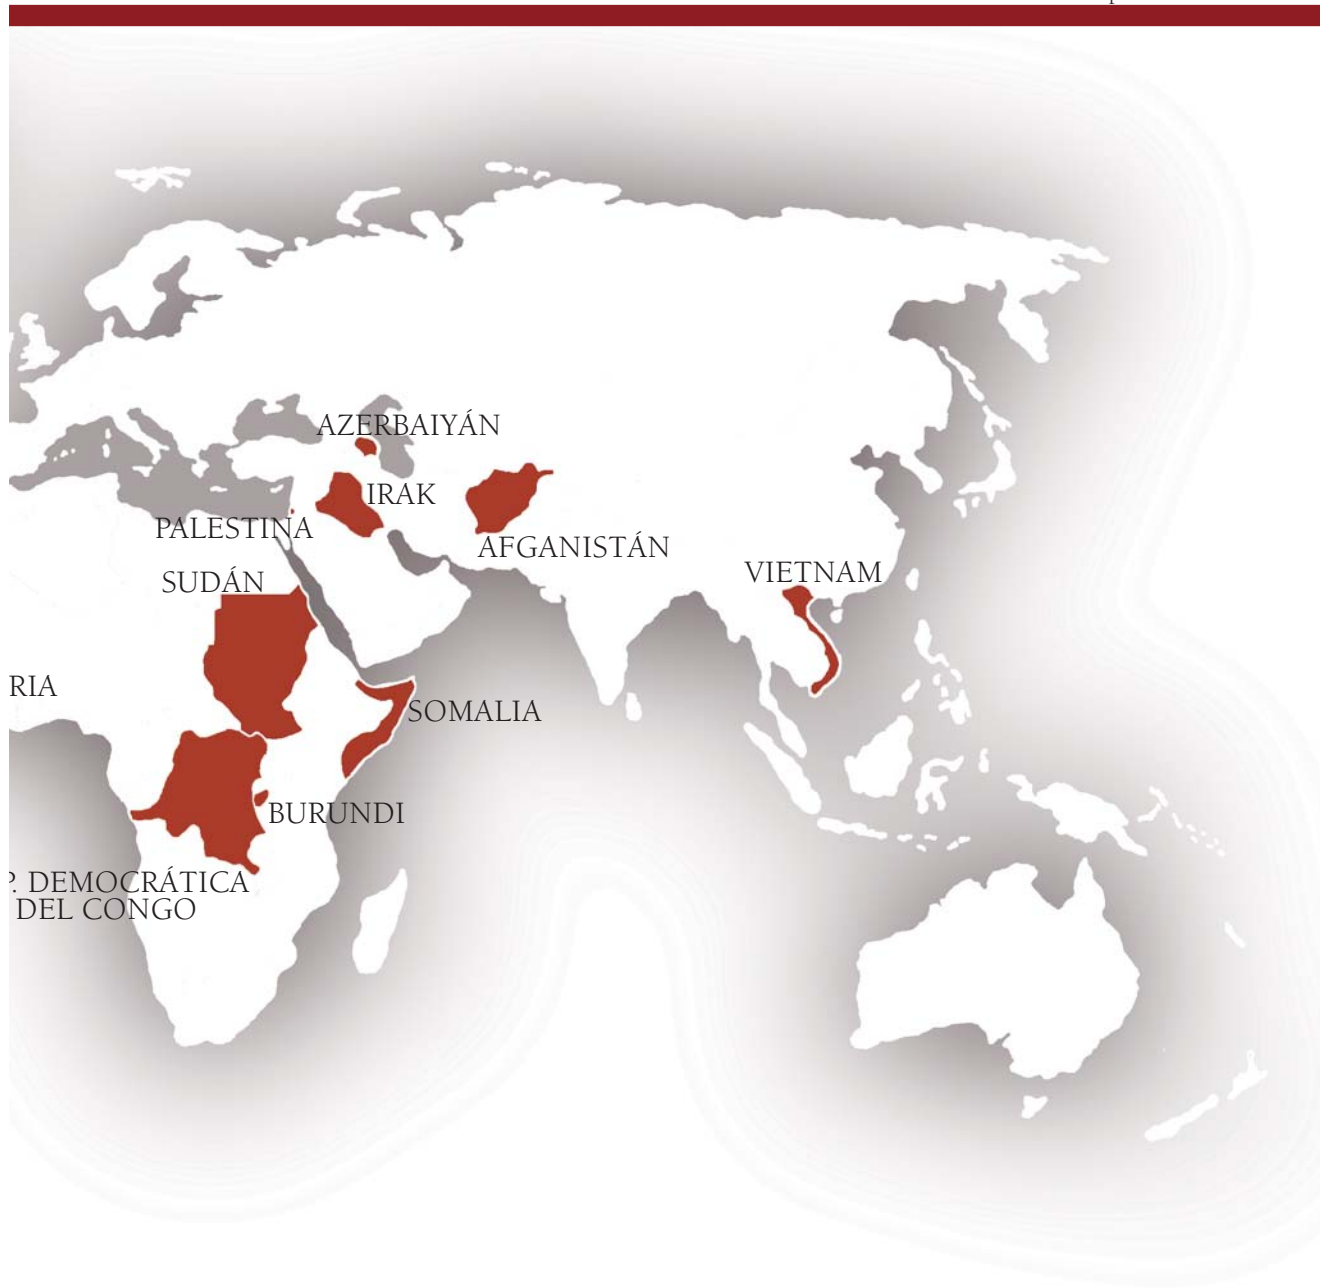 AZERBAIYÁN
IRAK
PALESTINA
AFGANISTÁN
VIETNAM
SUDÁN
RIA
SOMALIA
BURUNDI
P. DEMOCRÁTICA
DEL CONGO